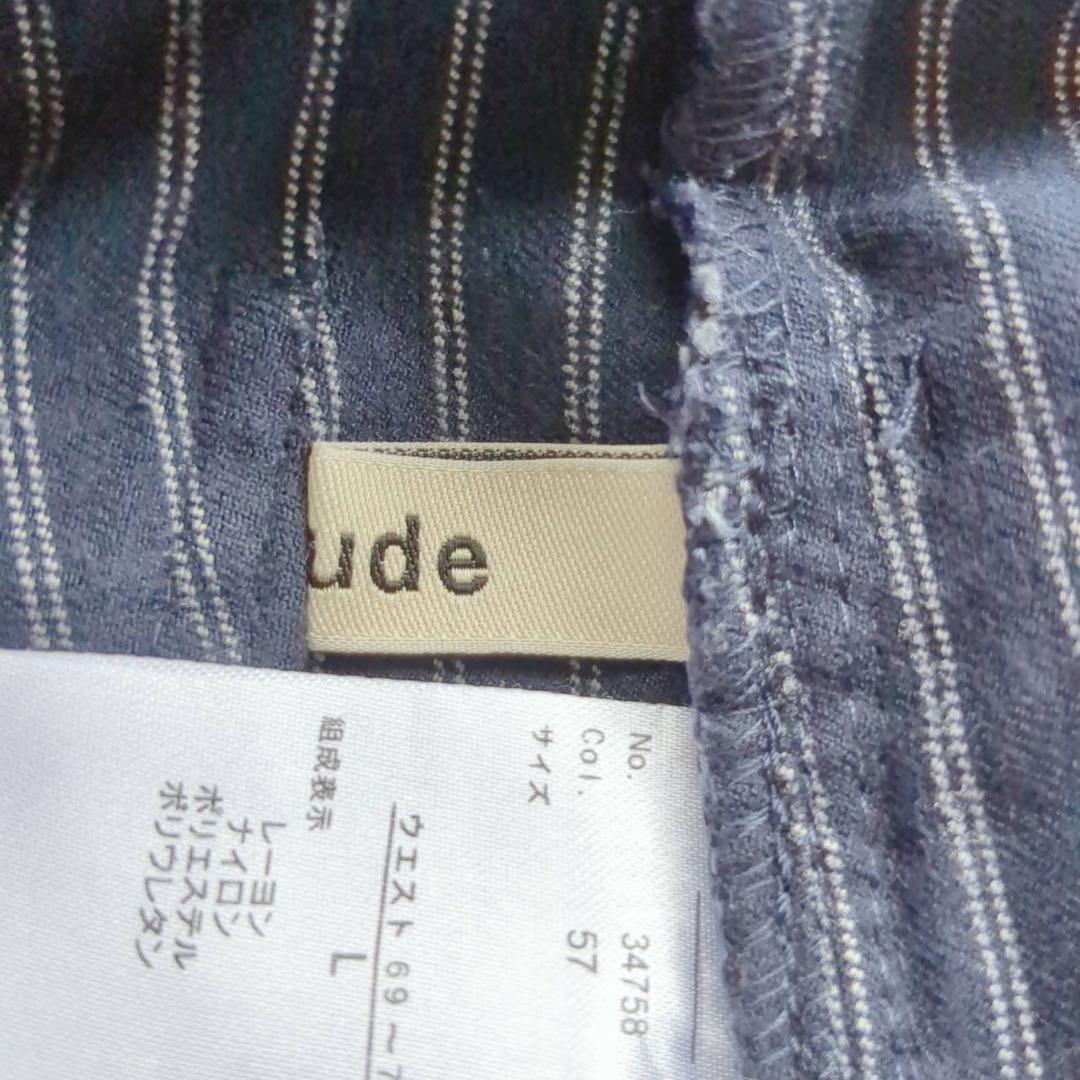 ude
No. 34758
Col. 57
サイズ
ウエスト 69～7
L
組成表示
レーヨン
ナイロン
ポリエステル
ポリウレタン